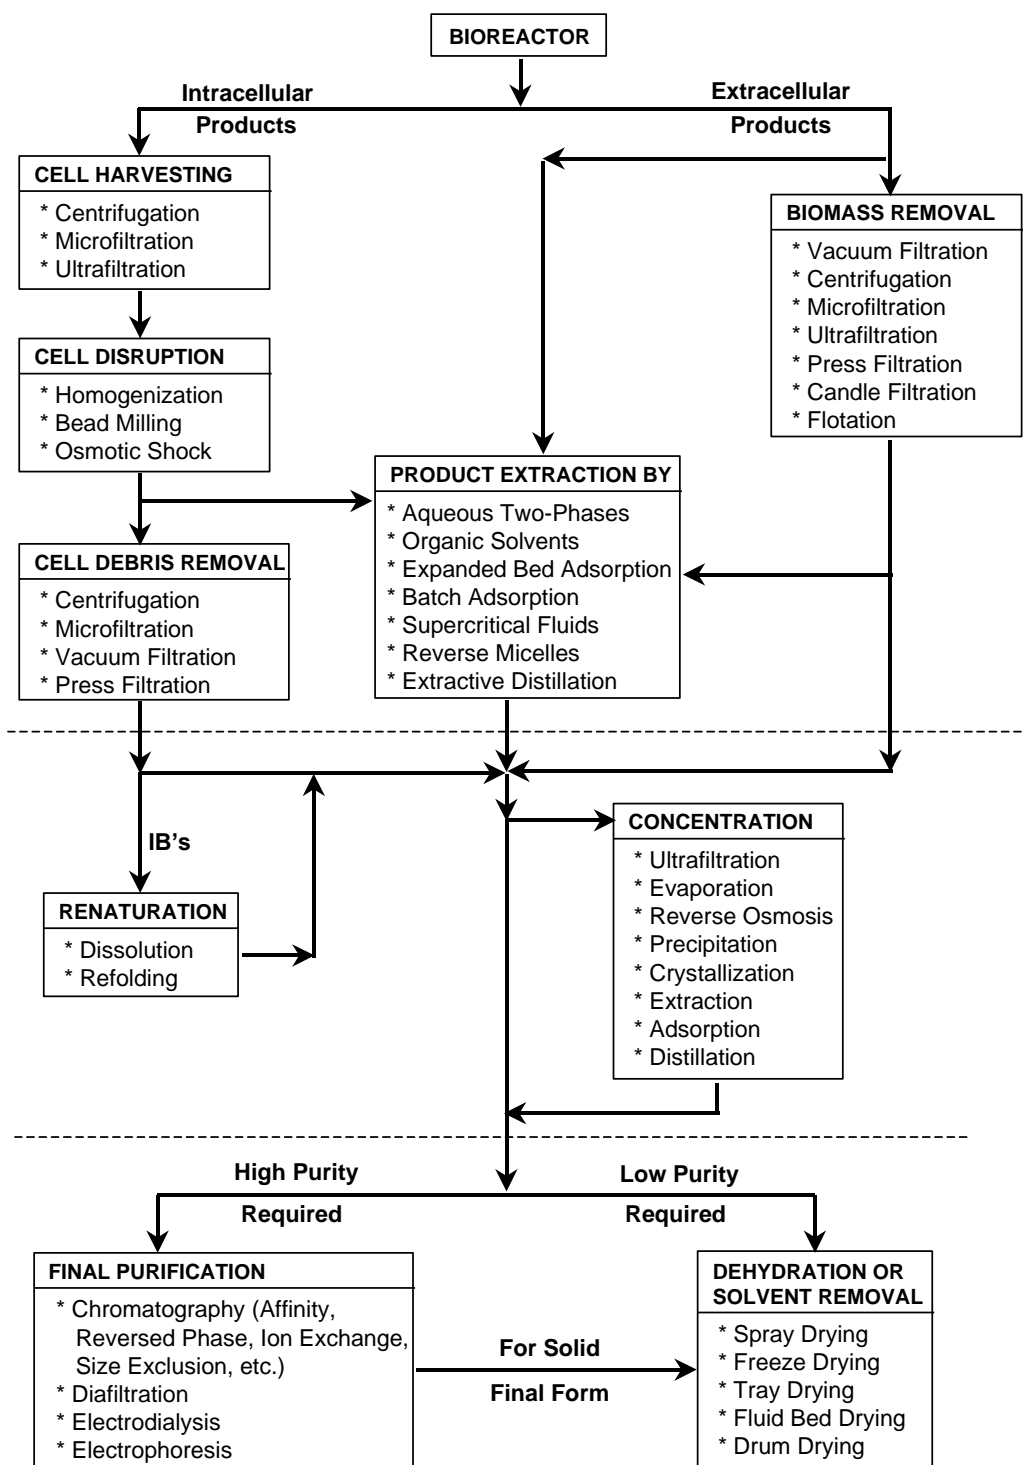 BIOREACTOR
Intracellular
Products
Extracellular
Products
CELL HARVESTING
* Centrifugation
* Microfiltration
* Ultrafiltration
BIOMASS REMOVAL
* Vacuum Filtration
* Centrifugation
* Microfiltration
* Ultrafiltration
* Press Filtration
* Candle Filtration
* Flotation
CELL DISRUPTION
* Homogenization
* Bead Milling
* Osmotic Shock
PRODUCT EXTRACTION BY
* Aqueous Two-Phases
* Organic Solvents
* Expanded Bed Adsorption
* Batch Adsorption
* Supercritical Fluids
* Reverse Micelles
* Extractive Distillation
CELL DEBRIS REMOVAL
* Centrifugation
* Microfiltration
* Vacuum Filtration
* Press Filtration
IB's
RENATURATION
* Dissolution
* Refolding
CONCENTRATION
* Ultrafiltration
* Evaporation
* Reverse Osmosis
* Precipitation
* Crystallization
* Extraction
* Adsorption
* Distillation
High Purity
Required
Low Purity
Required
FINAL PURIFICATION
* Chromatography (Affinity,
Reversed Phase, Ion Exchange,
Size Exclusion, etc.)
* Diafiltration
* Electrodialysis
* Electrophoresis
For Solid
Final Form
DEHYDRATION OR
SOLVENT REMOVAL
* Spray Drying
* Freeze Drying
* Tray Drying
* Fluid Bed Drying
* Drum Drying